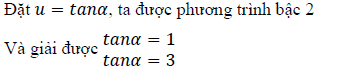 Đặt u = tanα, ta được phương trình bậc 2
Và giải được tanα = 1
tanα = 3